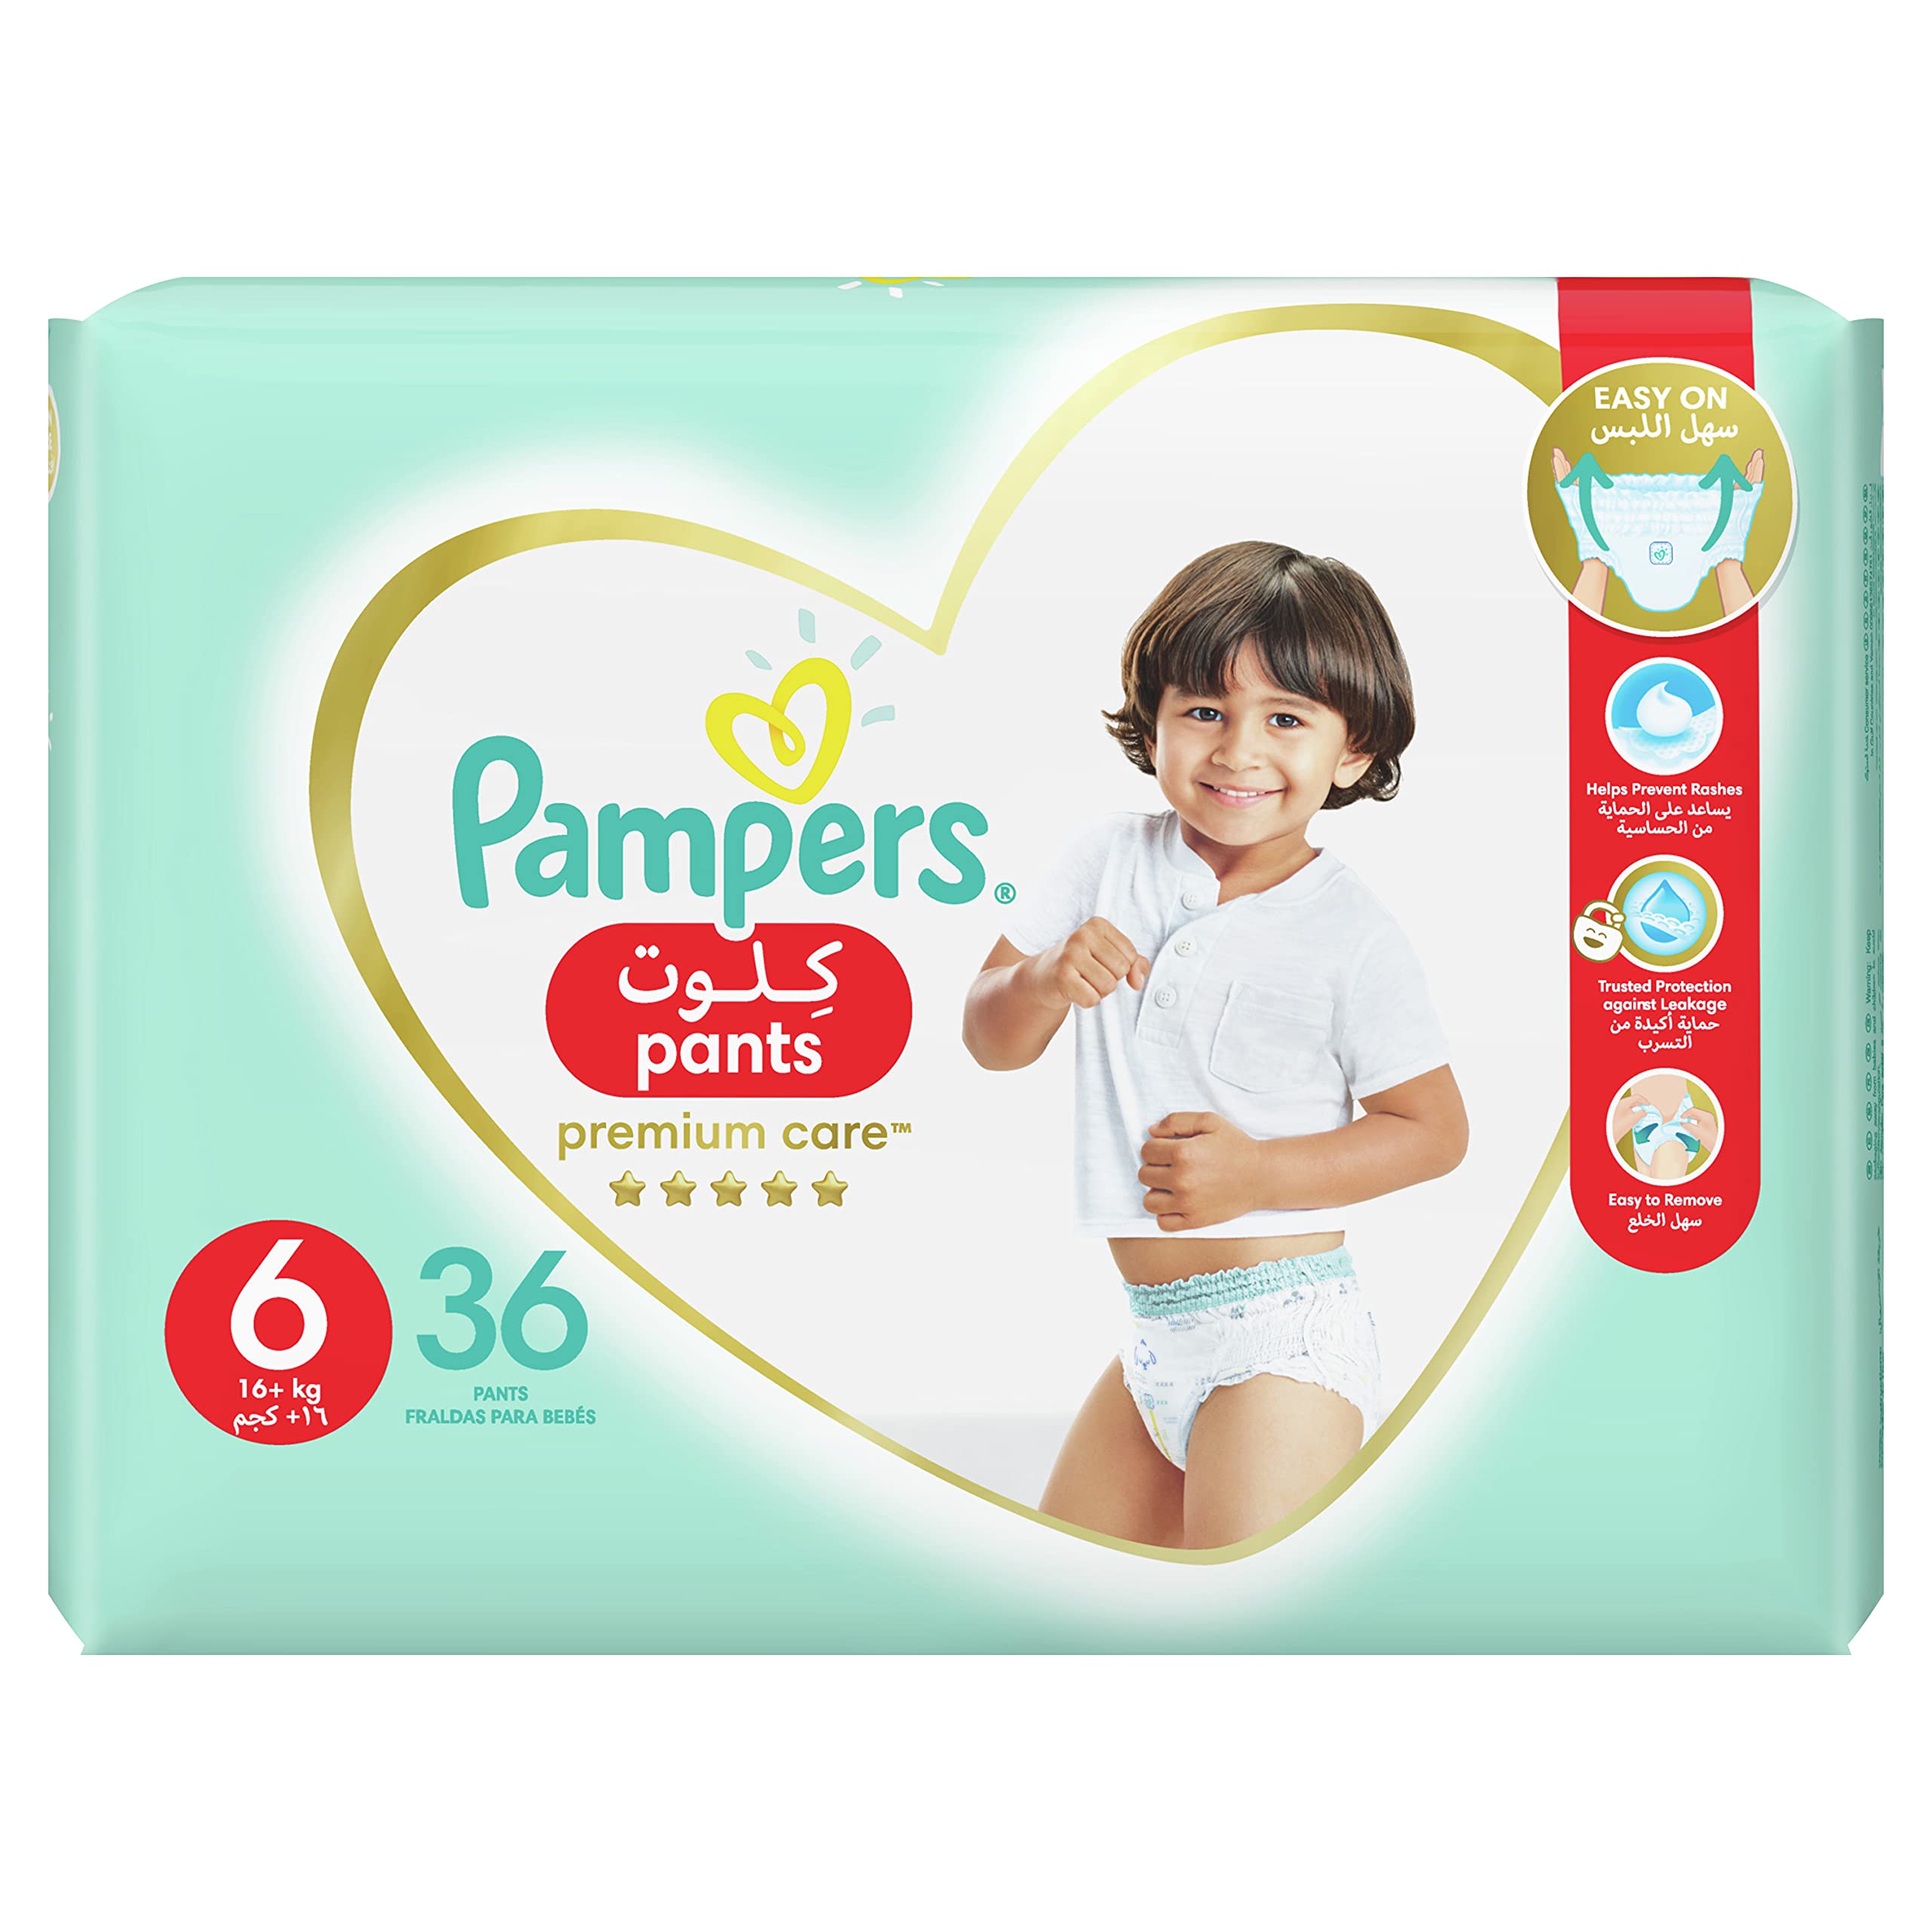 Pampers®
كلوت
pants
premium care™
6
16+ kg
١٦+ كجم
36
PANTS
FRALDAS PARA BEBÉS
EASY ON
سهل اللبس
Helps Prevent Rashes
يساعد على الحماية
من الحساسية
Trusted Protection
against Leakage
حماية أكيدة من
التسرب
Easy to Remove
سهل الخلع